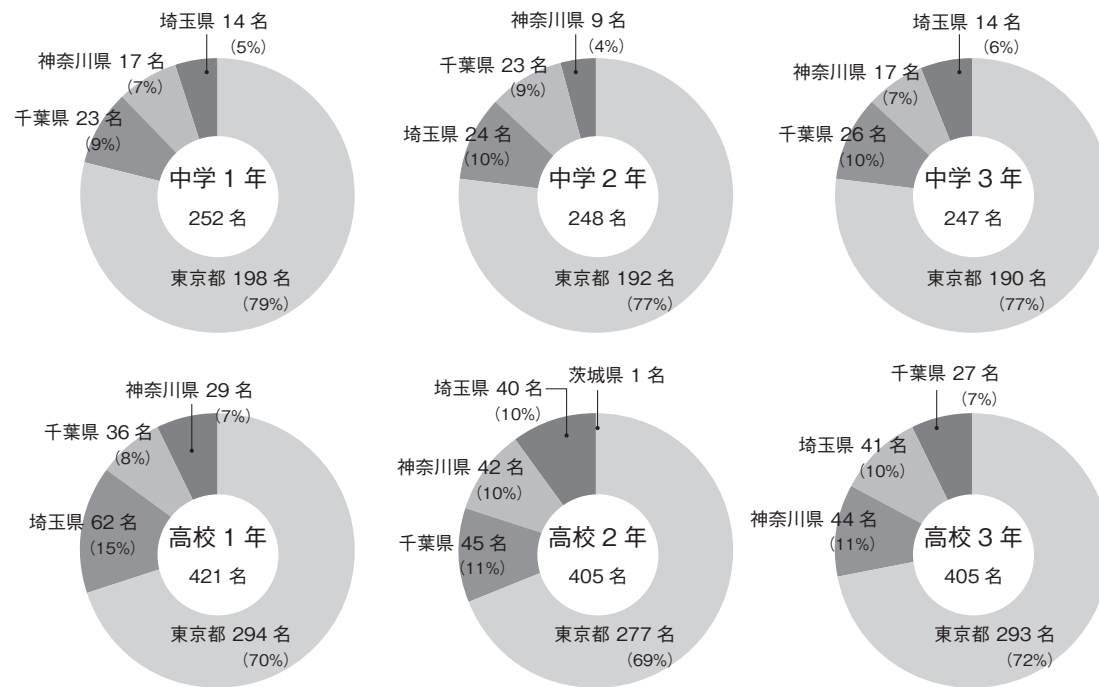 埼玉県 14 名
(5%)
神奈川県 17 名
(7%)
千葉県 23 名
(9%)
中学 1 年
252 名
東京都 198 名
(79%)
神奈川県 9 名
(4%)
千葉県 23 名
(9%)
埼玉県 24 名
(10%)
中学 2 年
248 名
東京都 192 名
(77%)
埼玉県 14 名
(6%)
神奈川県 17 名
(7%)
千葉県 26 名
(10%)
中学 3 年
247 名
東京都 190 名
(77%)
神奈川県 29 名
(7%)
千葉県 36 名
(8%)
埼玉県 62 名
(15%)
高校 1 年
421 名
東京都 294 名
(70%)
茨城県 1 名
埼玉県 40 名
(10%)
神奈川県 42 名
(10%)
千葉県 45 名
(11%)
高校 2 年
405 名
東京都 277 名
(69%)
千葉県 27 名
(7%)
埼玉県 41 名
(10%)
神奈川県 44 名
(11%)
高校 3 年
405 名
東京都 293 名
(72%)